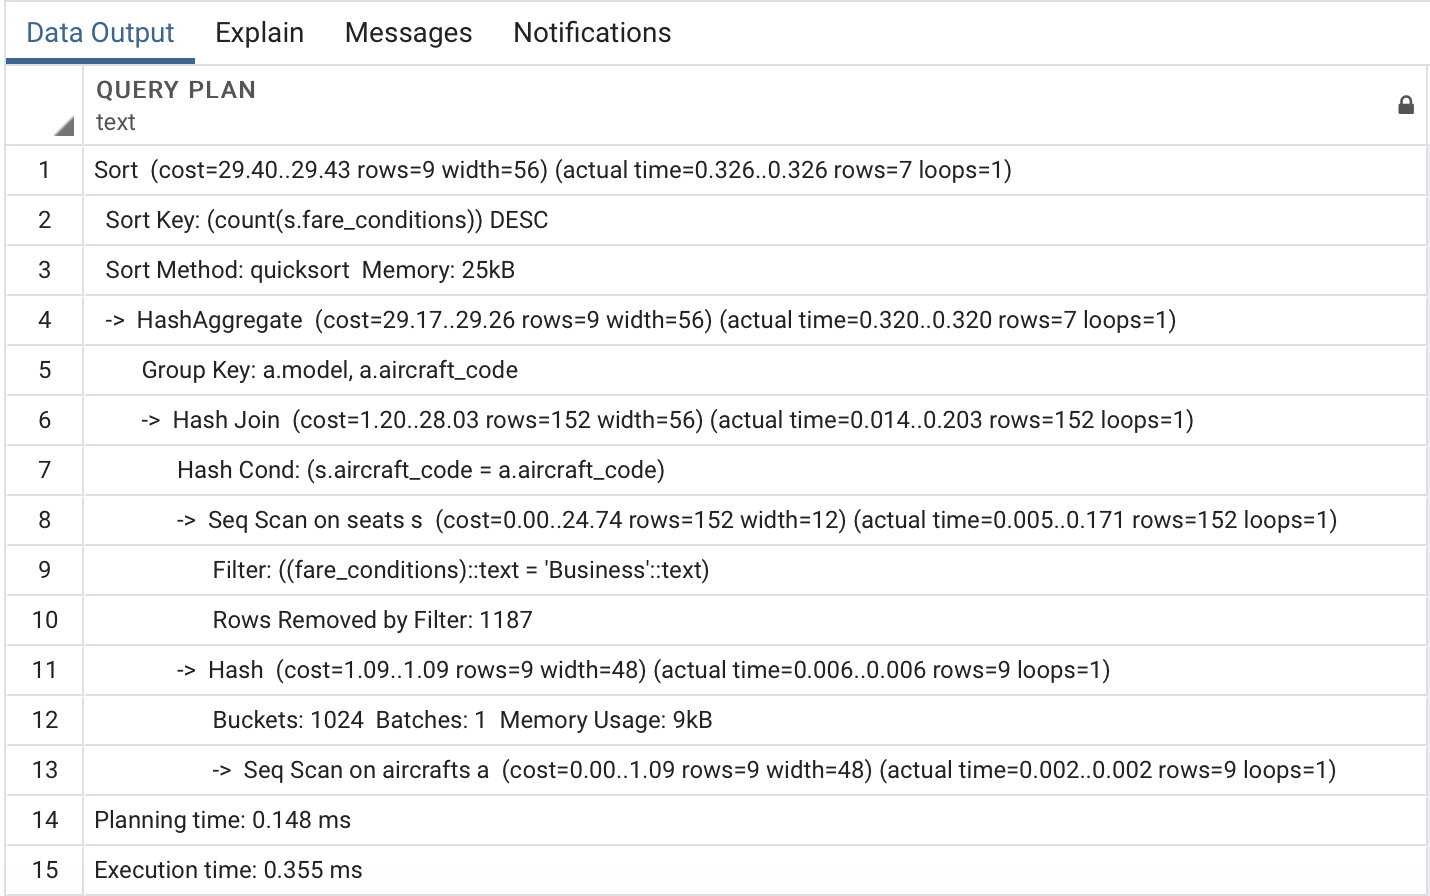 Data Output Explain Messages Notifications
QUERY PLAN
text
1 Sort (cost=29.40..29.43 rows=9 width=56) (actual time=0.326..0.326 rows=7 loops=1)
2 Sort Key: (count(s.fare_conditions)) DESC
3 Sort Method: quicksort Memory: 25kB
4 -> HashAggregate (cost=29.17..29.26 rows=9 width=56) (actual time=0.320..0.320 rows=7 loops=1)
5 Group Key: a.model, a.aircraft_code
6 -> Hash Join (cost=1.20..28.03 rows=152 width=56) (actual time=0.014..0.203 rows=152 loops=1)
7 Hash Cond: (s.aircraft_code = a.aircraft_code)
8 -> Seq Scan on seats s (cost=0.00..24.74 rows=152 width=12) (actual time=0.005..0.171 rows=152 loops=1)
9 Filter: ((fare_conditions)::text = 'Business'::text)
10 Rows Removed by Filter: 1187
11 -> Hash (cost=1.09..1.09 rows=9 width=48) (actual time=0.006..0.006 rows=9 loops=1)
12 Buckets: 1024 Batches: 1 Memory Usage: 9kB
13 -> Seq Scan on aircrafts a (cost=0.00..1.09 rows=9 width=48) (actual time=0.002..0.002 rows=9 loops=1)
14 Planning time: 0.148 ms
15 Execution time: 0.355 ms